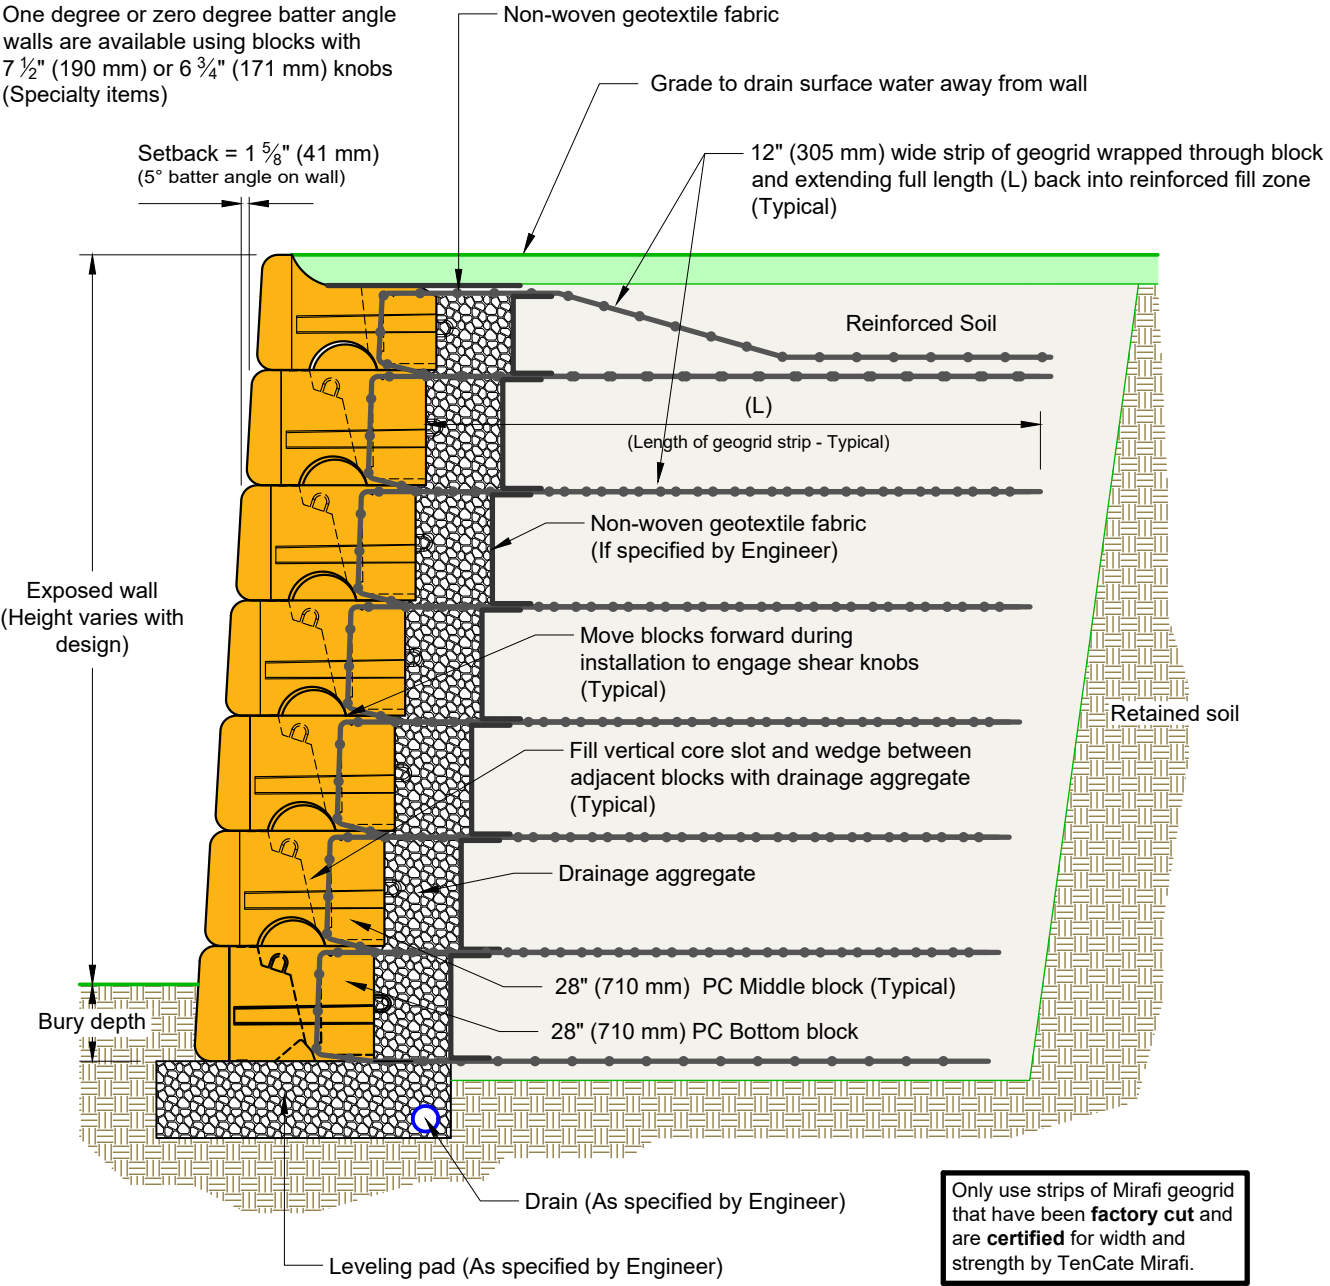 One degree or zero degree batter angle
walls are available using blocks with
7 ½" (190 mm) or 6 ¾" (171 mm) knobs
(Specialty items)
Non-woven geotextile fabric
Grade to drain surface water away from wall
Setback = 1 ⅝" (41 mm)
(5° batter angle on wall)
12" (305 mm) wide strip of geogrid wrapped through block
and extending full length (L) back into reinforced fill zone
(Typical)
Reinforced Soil
(L)
(Length of geogrid strip - Typical)
Non-woven geotextile fabric
(If specified by Engineer)
Exposed wall
(Height varies with
design)
Move blocks forward during
installation to engage shear knobs
(Typical)
Retained soil
Fill vertical core slot and wedge between
adjacent blocks with drainage aggregate
(Typical)
Drainage aggregate
28" (710 mm) PC Middle block (Typical)
Bury depth
28" (710 mm) PC Bottom block
Drain (As specified by Engineer)
Leveling pad (As specified by Engineer)
Only use strips of Mirafi geogrid
that have been factory cut and
are certified for width and
strength by TenCate Mirafi.